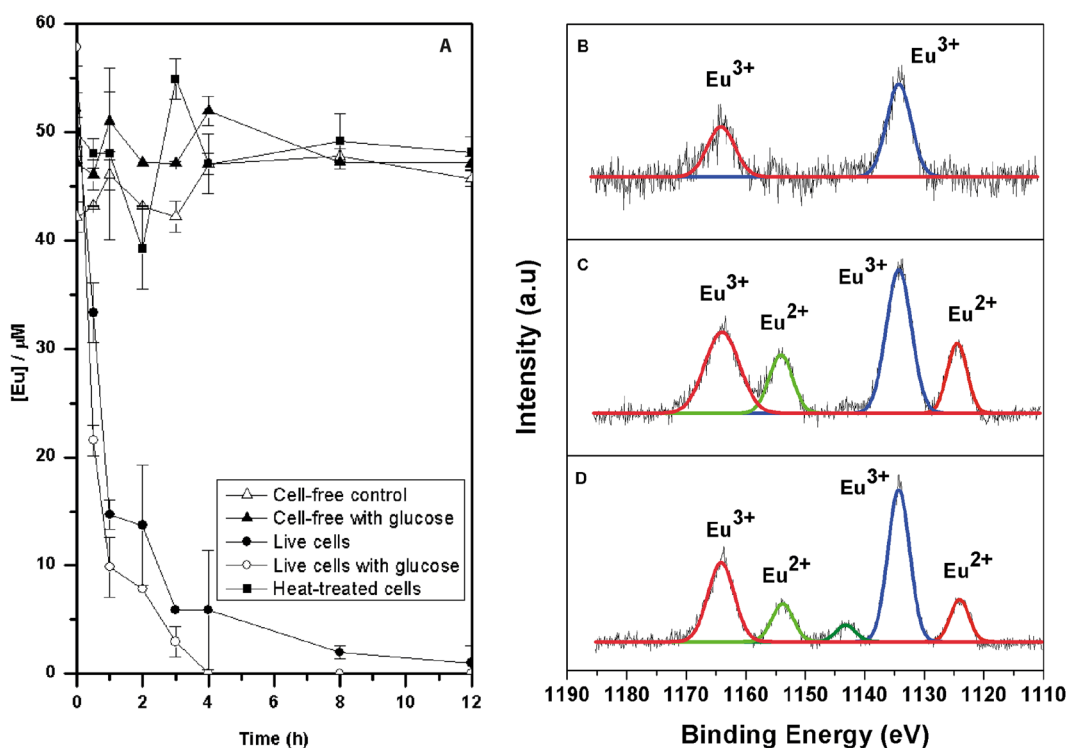 A
60
50
40
30
20
10
0
[Eu] / μM
Cell-free control
Cell-free with glucose
Live cells
Live cells with glucose
Heat-treated cells
0 2 4 6 8 10 12
Time (h)
B
Eu3+
Eu3+
C
Eu3+
Eu2+
Eu3+
Eu2+
D
Eu3+
Eu2+
Eu3+
Eu2+
Intensity (a.u)
1190 1180 1170 1160 1150 1140 1130 1120 1110
Binding Energy (eV)